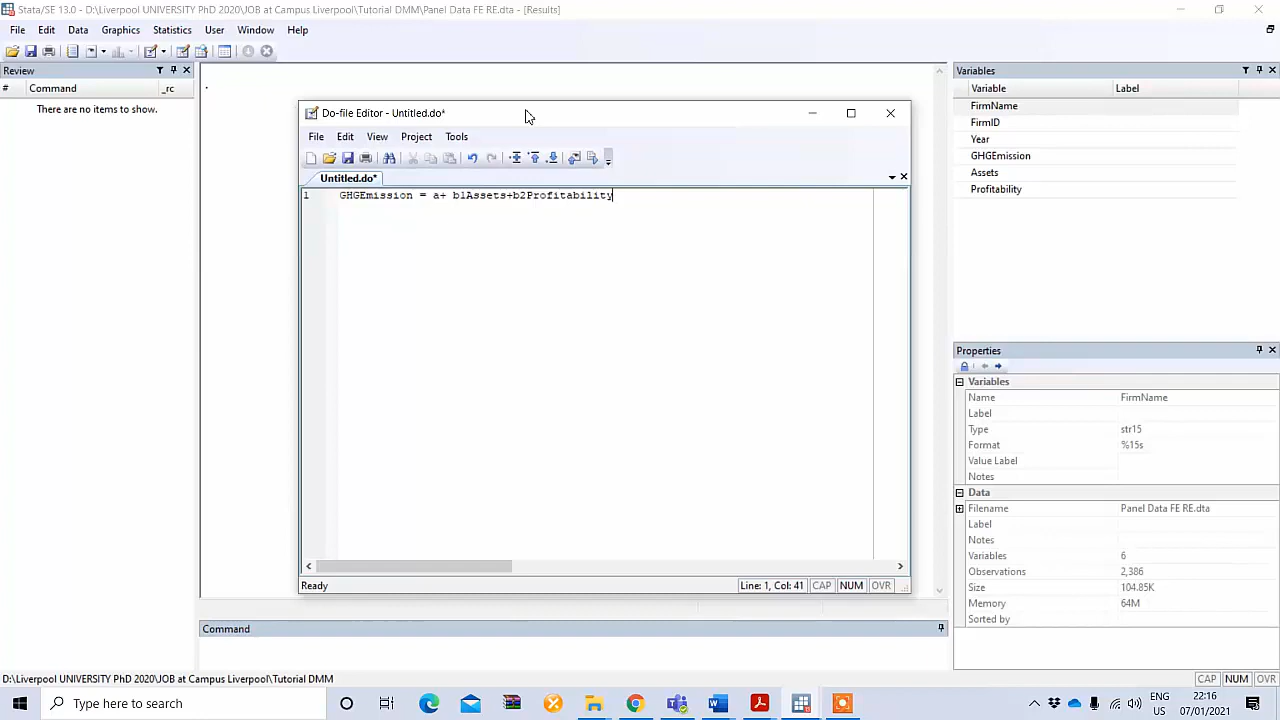 Stata/SE 13.0 - D:\Liverpool UNIVERSITY PhD 2020\JOB at Campus Liverpool\Tutorial DMM\Panel Data FE RE.dta - [Results]
File Edit Data Graphics Statistics User Window Help
Review
# Command _rc
There are no items to show.
.
Do-file Editor - Untitled.do*
File Edit View Project Tools
Untitled.do*
1 GHGEmission = a+ b1Assets+b2Profitability
Ready
Line: 1, Col: 41 CAP NUM OVR
Command
Variables
Variable Label
FirmName
FirmID
Year
GHGEmission
Assets
Profitability
Properties
Variables
Name FirmName
Label
Type str15
Format %15s
Value Label
Notes
Data
Filename Panel Data FE RE.dta
Label
Notes
Variables 6
Observations 2,386
Size 104.85K
Memory 64M
Sorted by
D:\Liverpool UNIVERSITY PhD 2020\JOB at Campus Liverpool\Tutorial DMM
CAP NUM OVR
Type here to search
ENG
US
22:16
07/01/2021